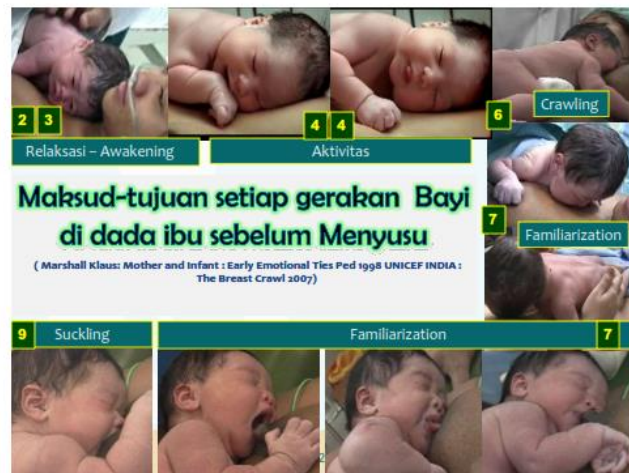 2 3
4 4
6
Crawling
Relaksasi – Awakening
Aktivitas
Maksud-tujuan setiap gerakan Bayi
di dada ibu sebelum Menyusu
( Marshall Klaus: Mother and Infant : Early Emotional Ties Ped 1998 UNICEF INDIA :
The Breast Crawl 2007)
7
Familiarization
9 Suckling
Familiarization 7